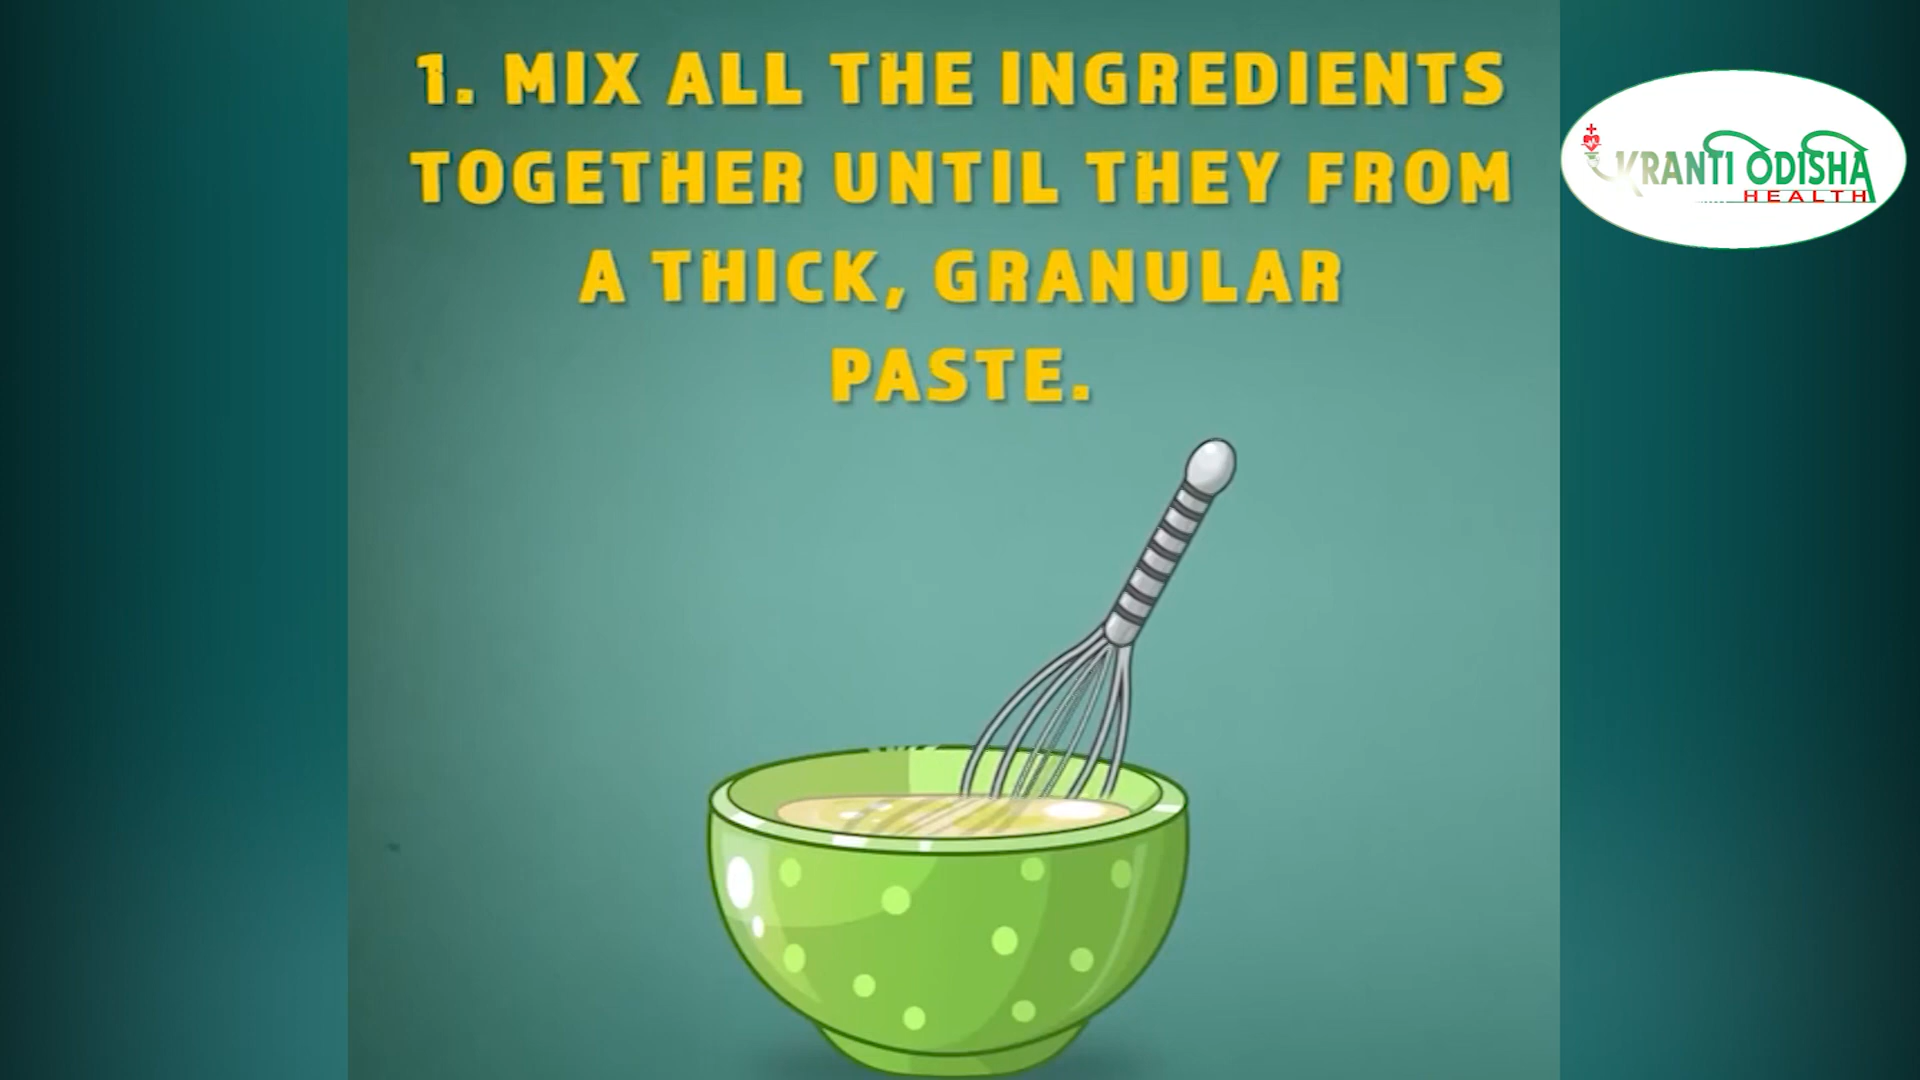 1. MIX ALL THE INGREDIENTS
TOGETHER UNTIL THEY FROM
A THICK, GRANULAR
PASTE.
KRANTI ODISHA
HEALTH